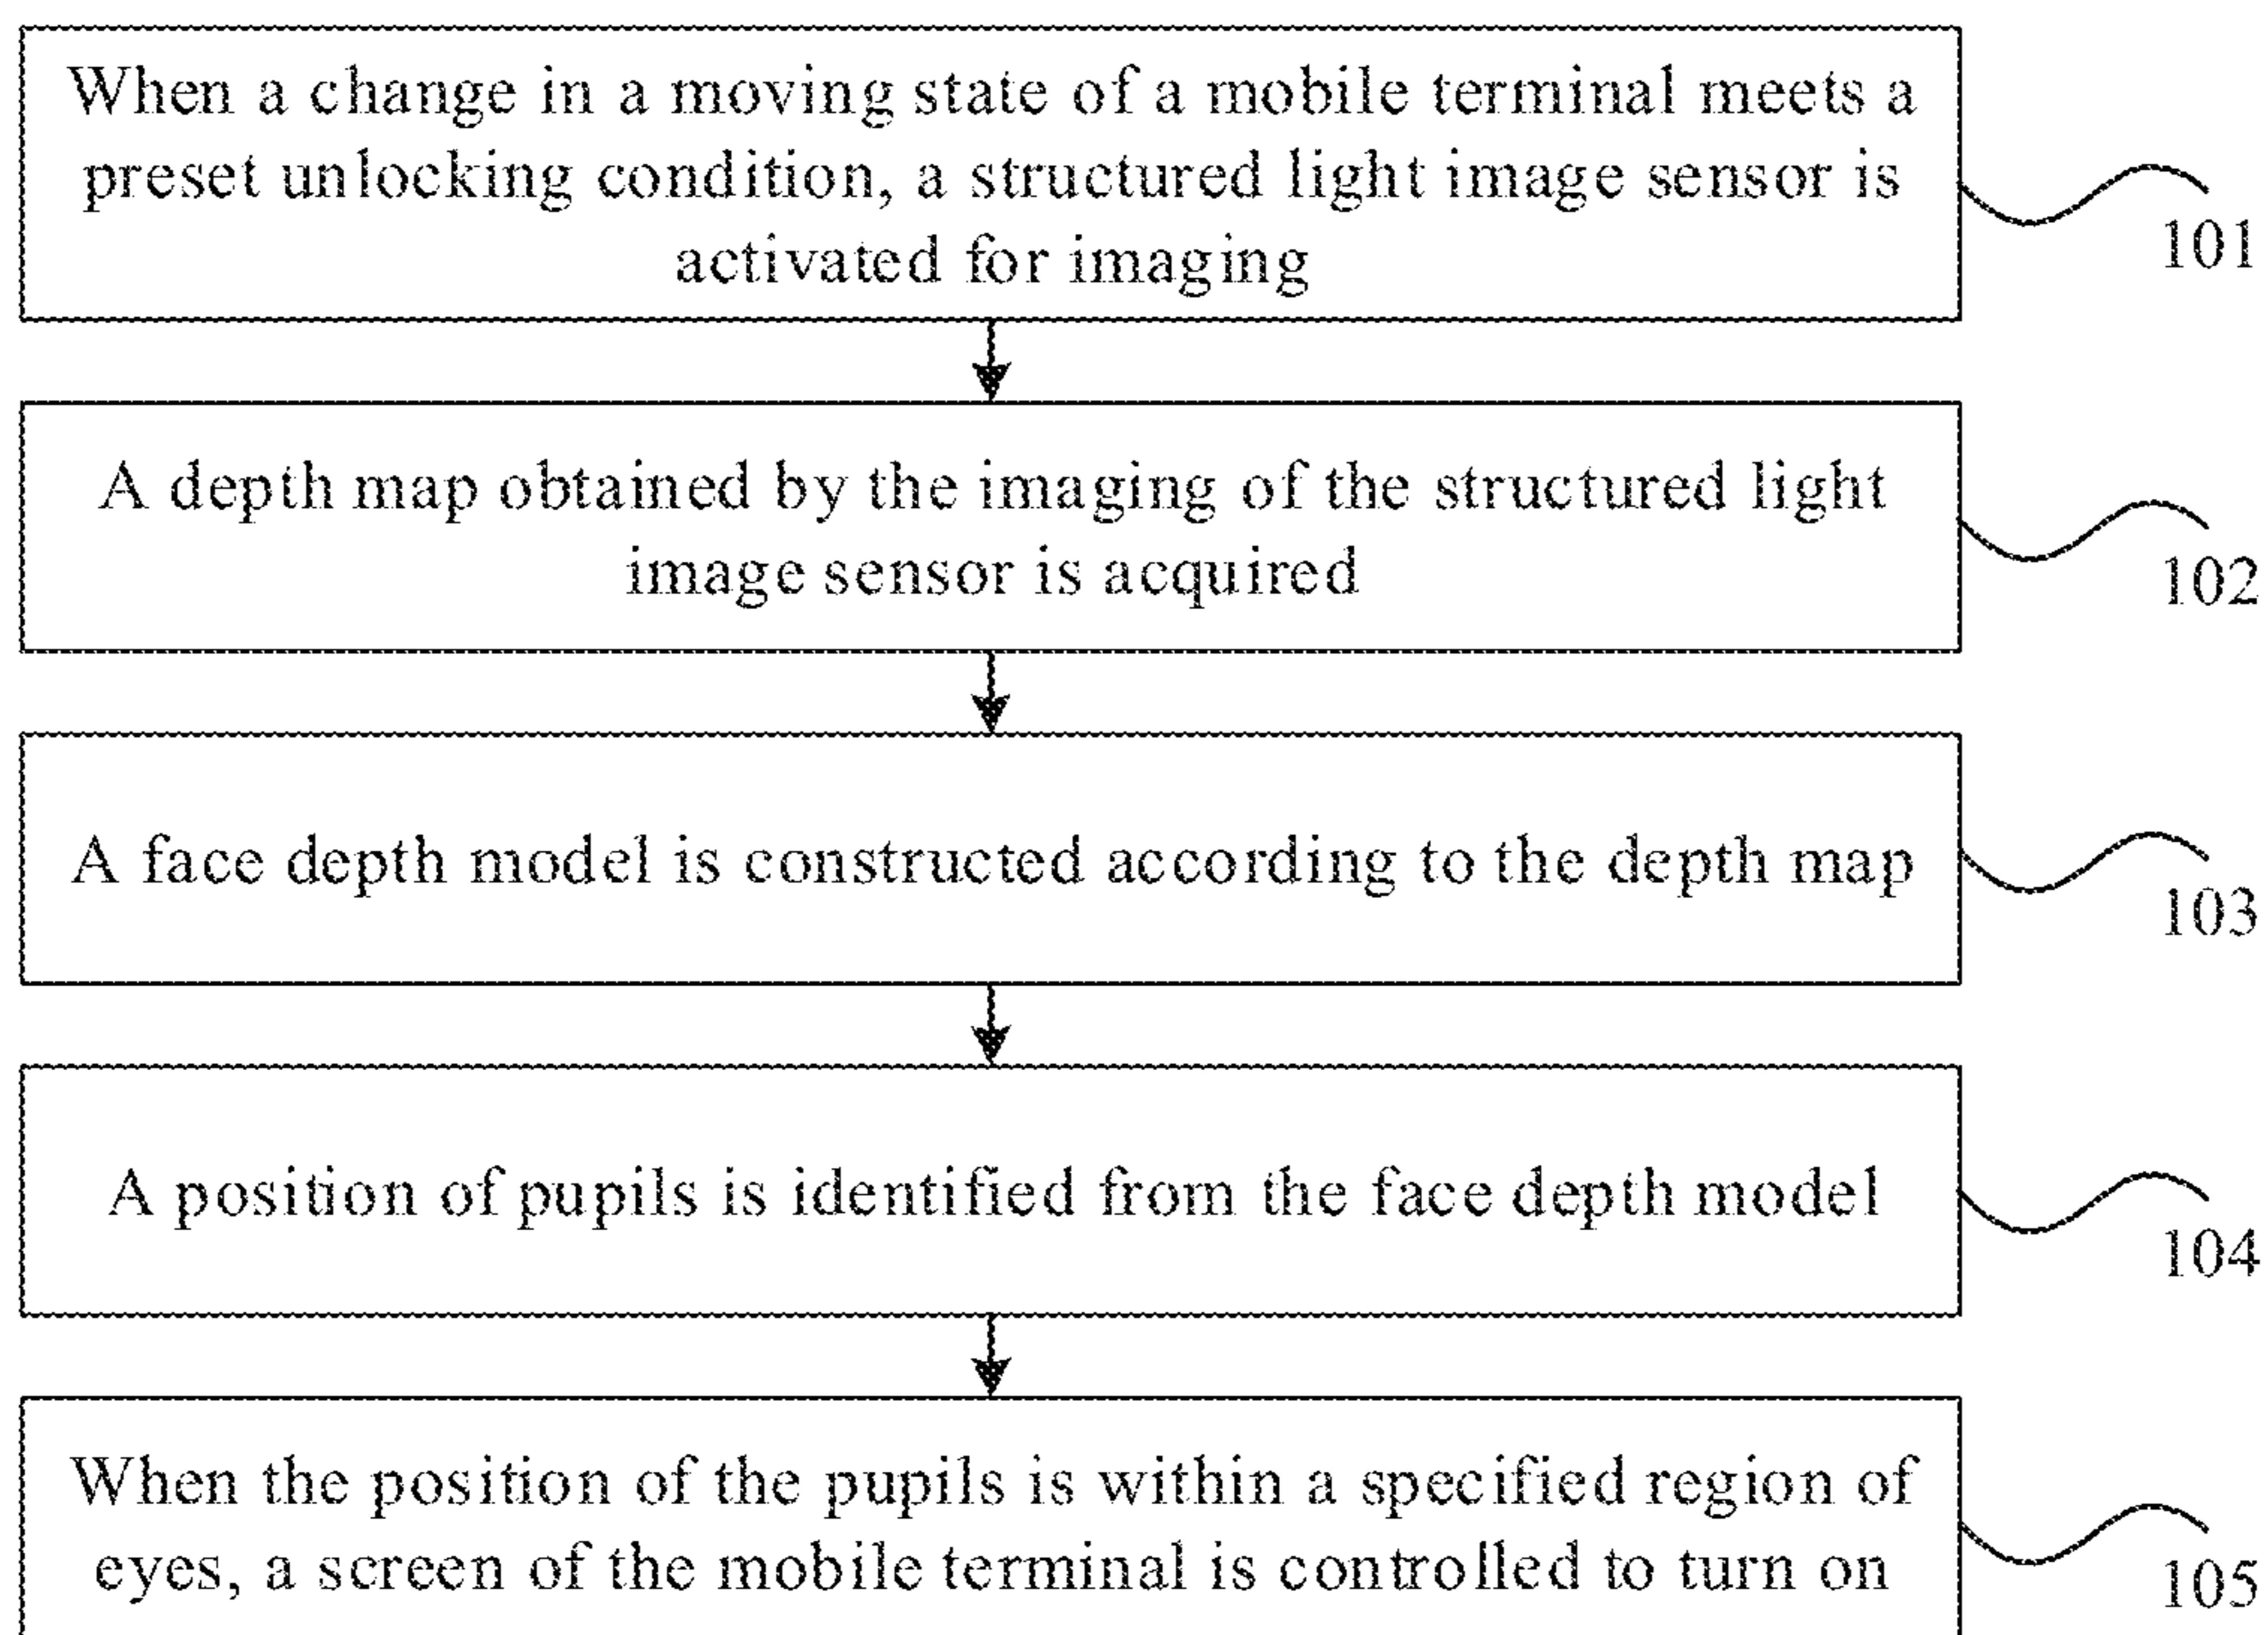 When a change in a moving state of a mobile terminal meets a
preset unlocking condition, a structured light image sensor is
activated for imaging
101
A depth map obtained by the imaging of the structured light
image sensor is acquired
102
A face depth model is constructed according to the depth map
103
A position of pupils is identified from the face depth model
104
When the position of the pupils is within a specified region of
eyes, a screen of the mobile terminal is controlled to turn on
105